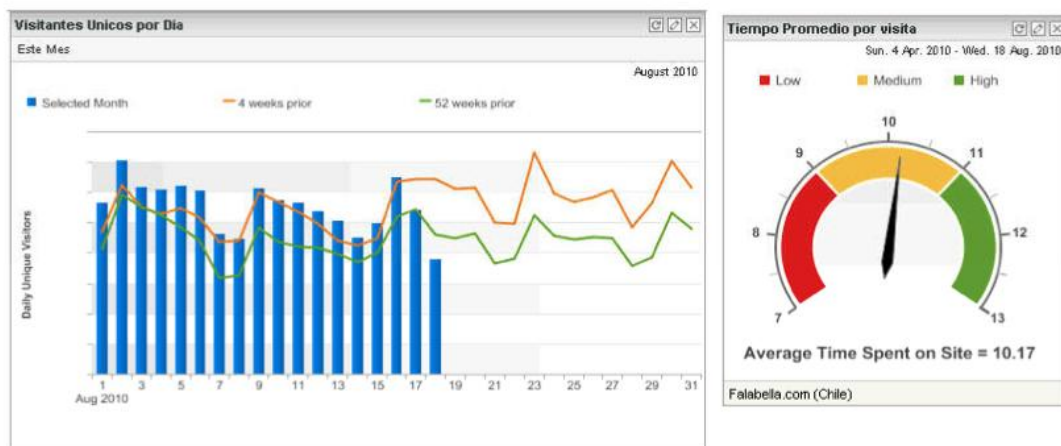 Visitantes Unicos por Día
Este Mes
August 2010
Selected Month
4 weeks prior
52 weeks prior
Daily Unique Visitors
1 3 5 7 9 11 13 15 17 19 21 23 25 27 29 31
Aug 2010
Tiempo Promedio por visita
Sun. 4 Apr. 2010 - Wed. 18 Aug. 2010
Low
Medium
High
7
8
9
10
11
12
13
Average Time Spent on Site = 10.17
Falabella.com (Chile)